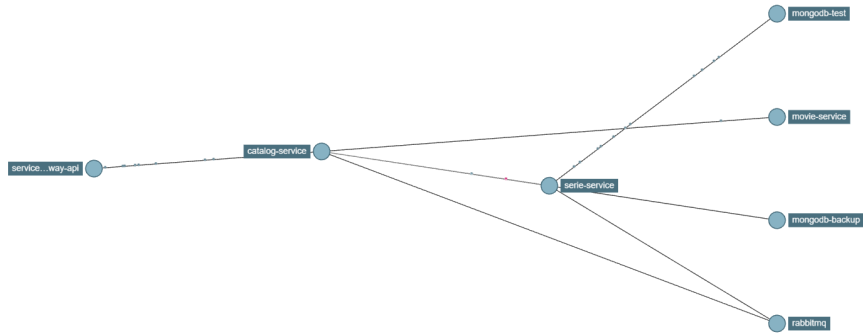 mongodb-test
movie-service
catalog-service
service...way-api
serie-service
mongodb-backup
rabbitmq